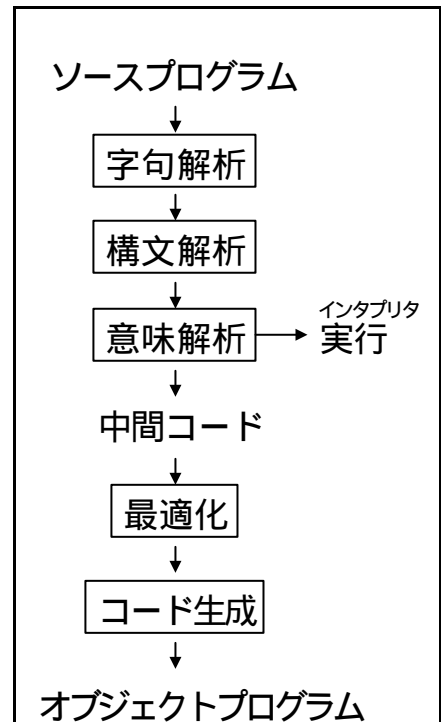 ソースプログラム
字句解析
構文解析
インタプリタ
意味解析
実行
中間コード
最適化
コード生成
オブジェクトプログラム